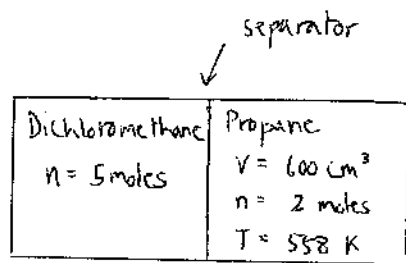 separator
Dichloromethane
n = 5 moles
Propane
V = 600 cm³
n = 2 moles
T = 558 K